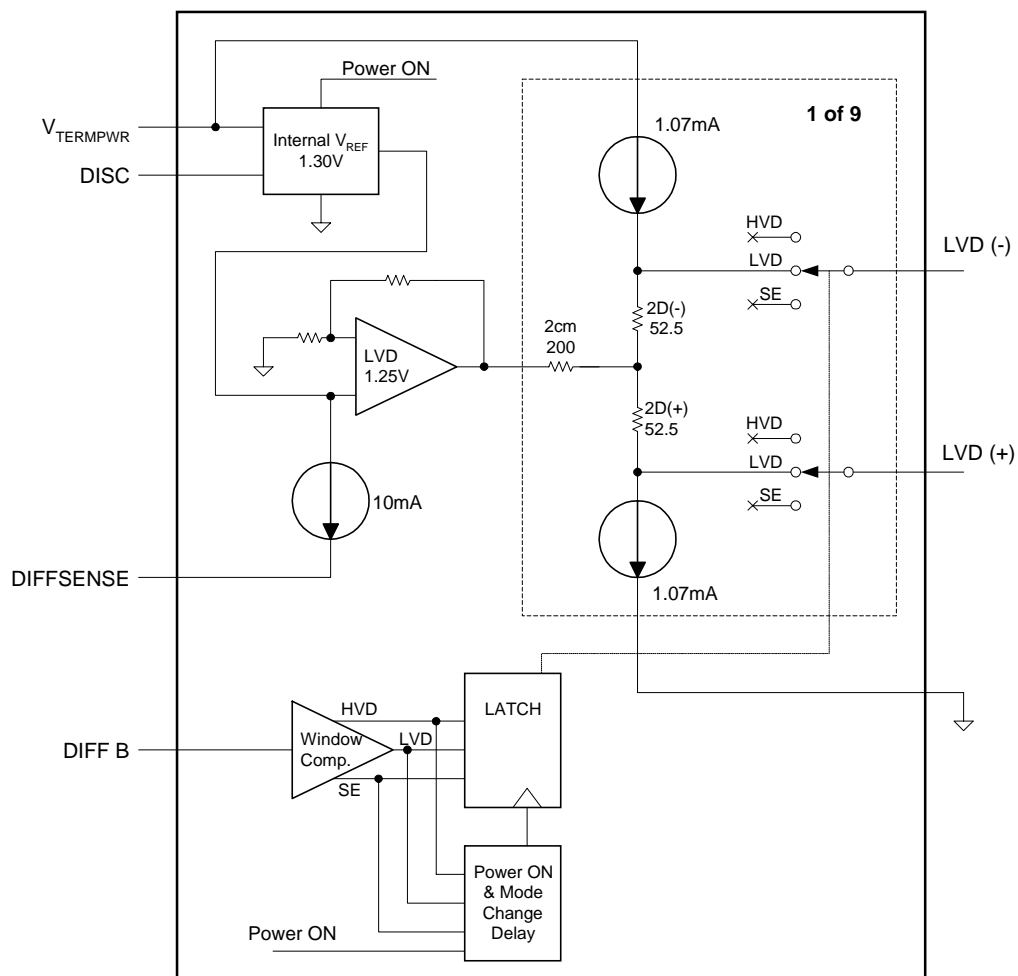 Power ON
1 of 9
VTERMPWR
Internal VREF
1.30V
1.07mA
DISC
HVD
LVD
SE
LVD (-)
2D(-)
52.5
2cm
200
LVD
1.25V
2D(+)
52.5
HVD
LVD
SE
LVD (+)
10mA
DIFFSENSE
1.07mA
HVD
LATCH
DIFF B
Window
Comp.
LVD
SE
Power ON
& Mode
Change
Delay
Power ON